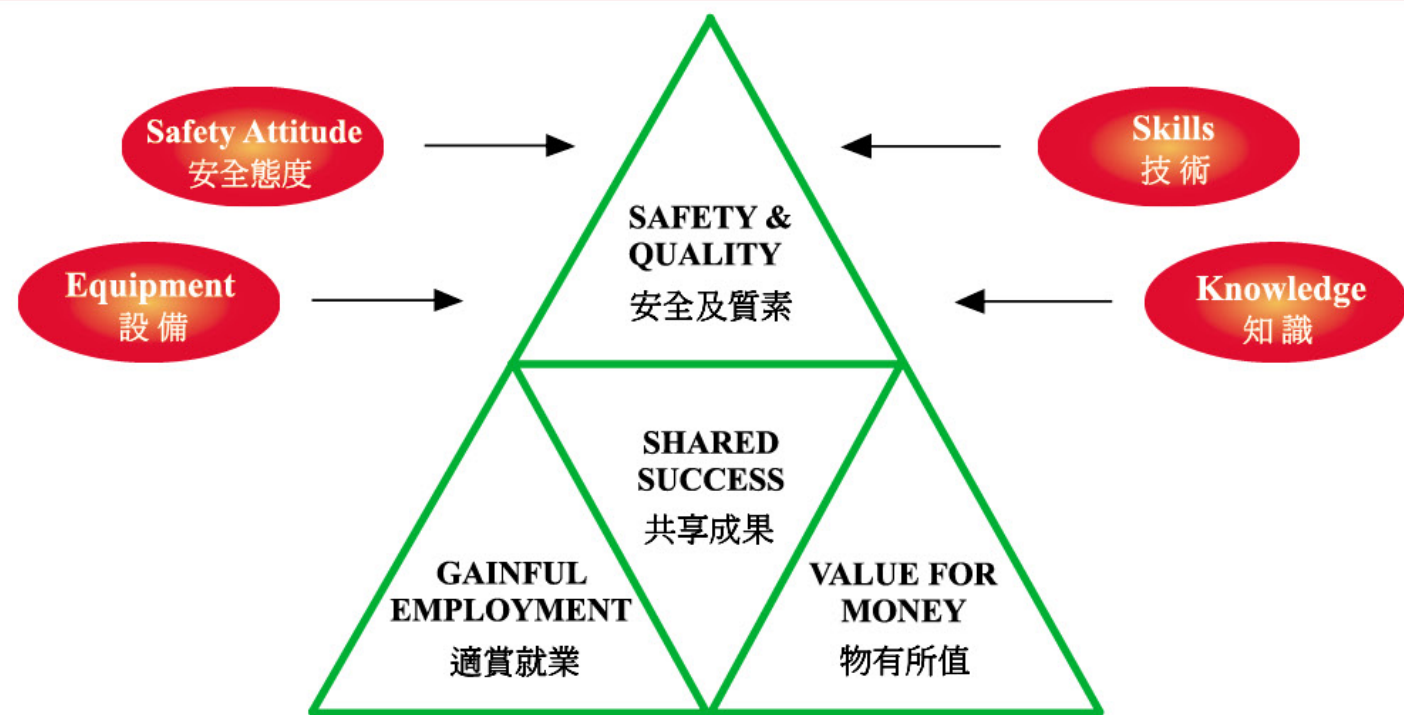 Safety Attitude
安全態度
Skills
技術
Equipment
設備
Knowledge
知識
SAFETY &
QUALITY
安全及質素
SHARED
SUCCESS
共享成果
GAINFUL
EMPLOYMENT
適賞就業
VALUE FOR
MONEY
物有所值